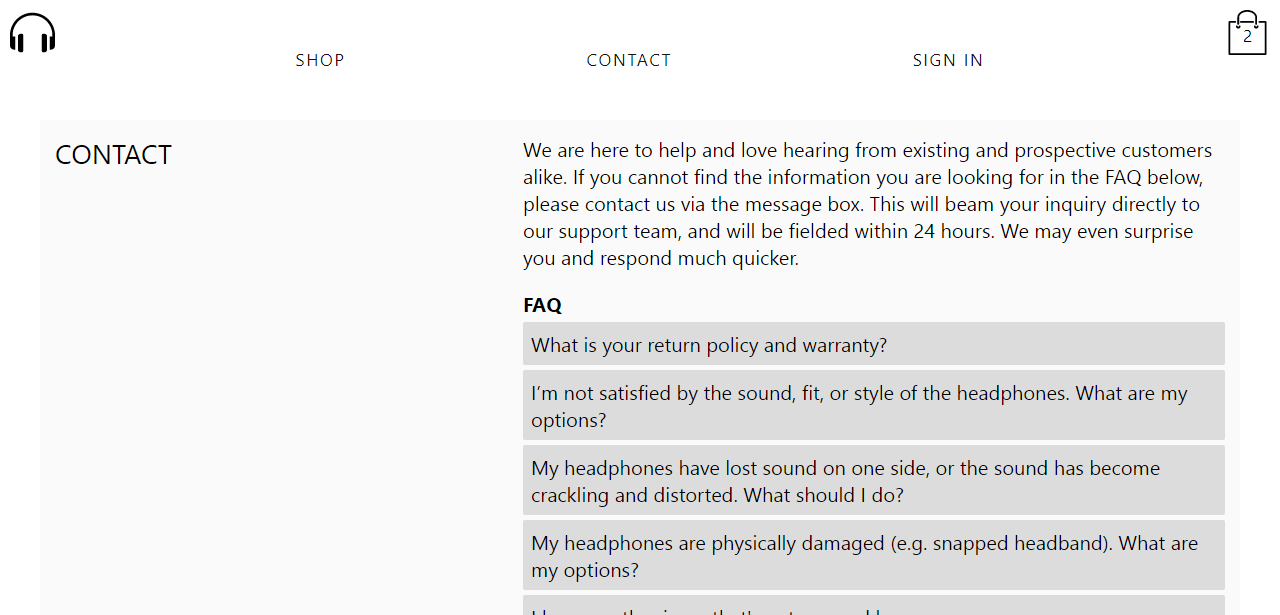 2
SHOP CONTACT SIGN IN
CONTACT
We are here to help and love hearing from existing and prospective customers
alike. If you cannot find the information you are looking for in the FAQ below,
please contact us via the message box. This will beam your inquiry directly to
our support team, and will be fielded within 24 hours. We may even surprise
you and respond much quicker.
FAQ
What is your return policy and warranty?
I'm not satisfied by the sound, fit, or style of the headphones. What are my
options?
My headphones have lost sound on one side, or the sound has become
crackling and distorted. What should I do?
My headphones are physically damaged (e.g. snapped headband). What are
my options?